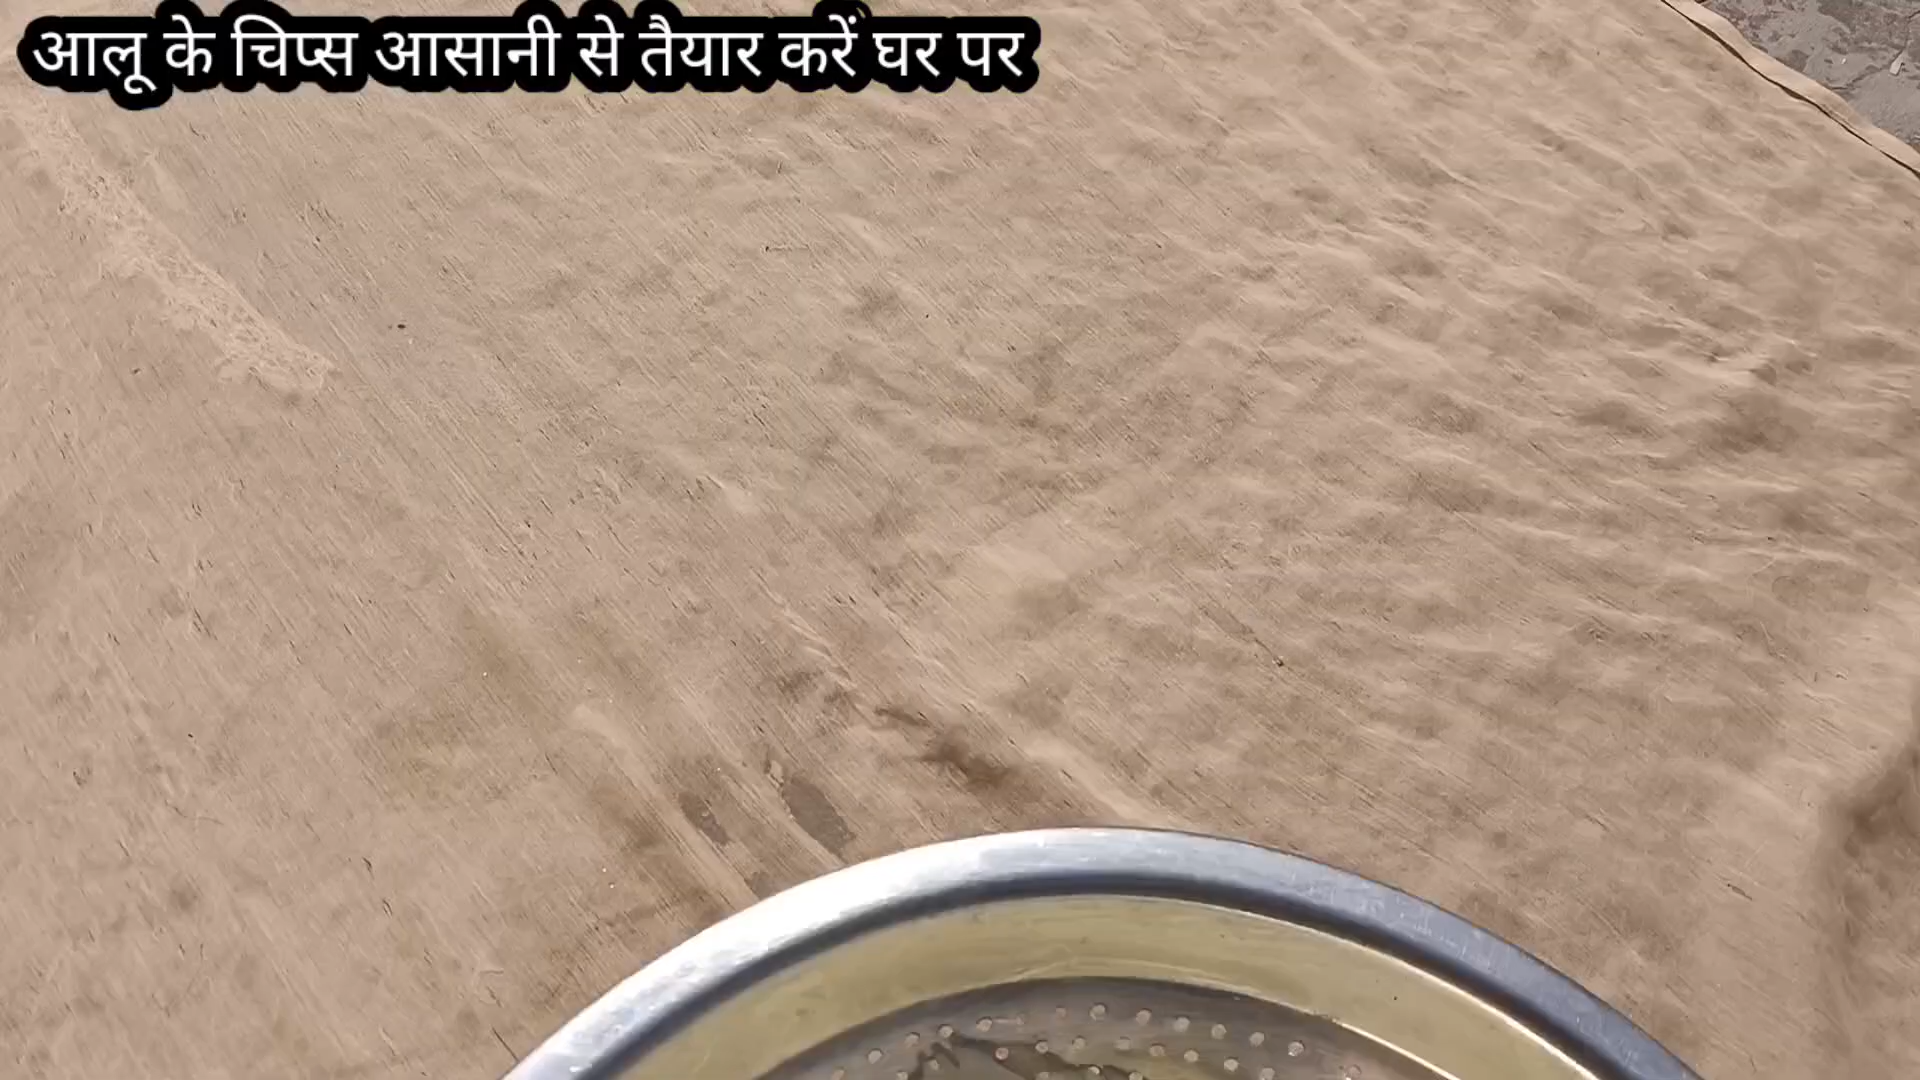 आलू के चिप्स आसानी से तैयार करें घर पर